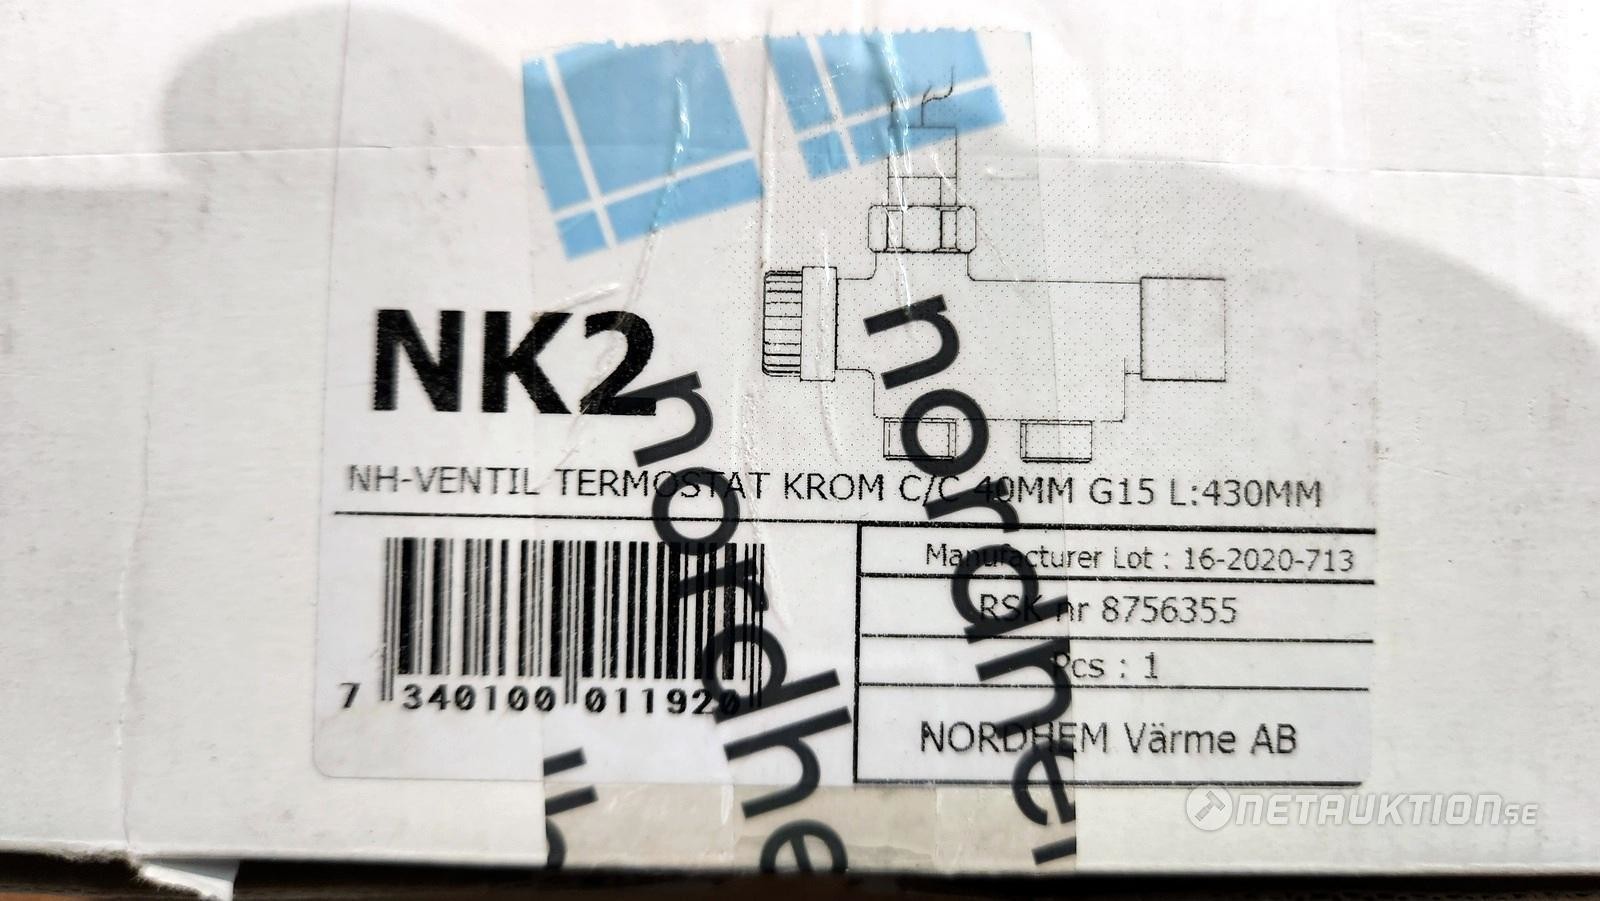 NK2
NH-VENTIL TERMOSTAT KROM C/C 40MM G15 L:430MM
7 340100 011920
Manufacturer Lot : 16-2020-713
RSK nr 8756355
Pcs : 1
NORDHEM Värme AB
nordhe
nordhe
NETAUKTION.SE